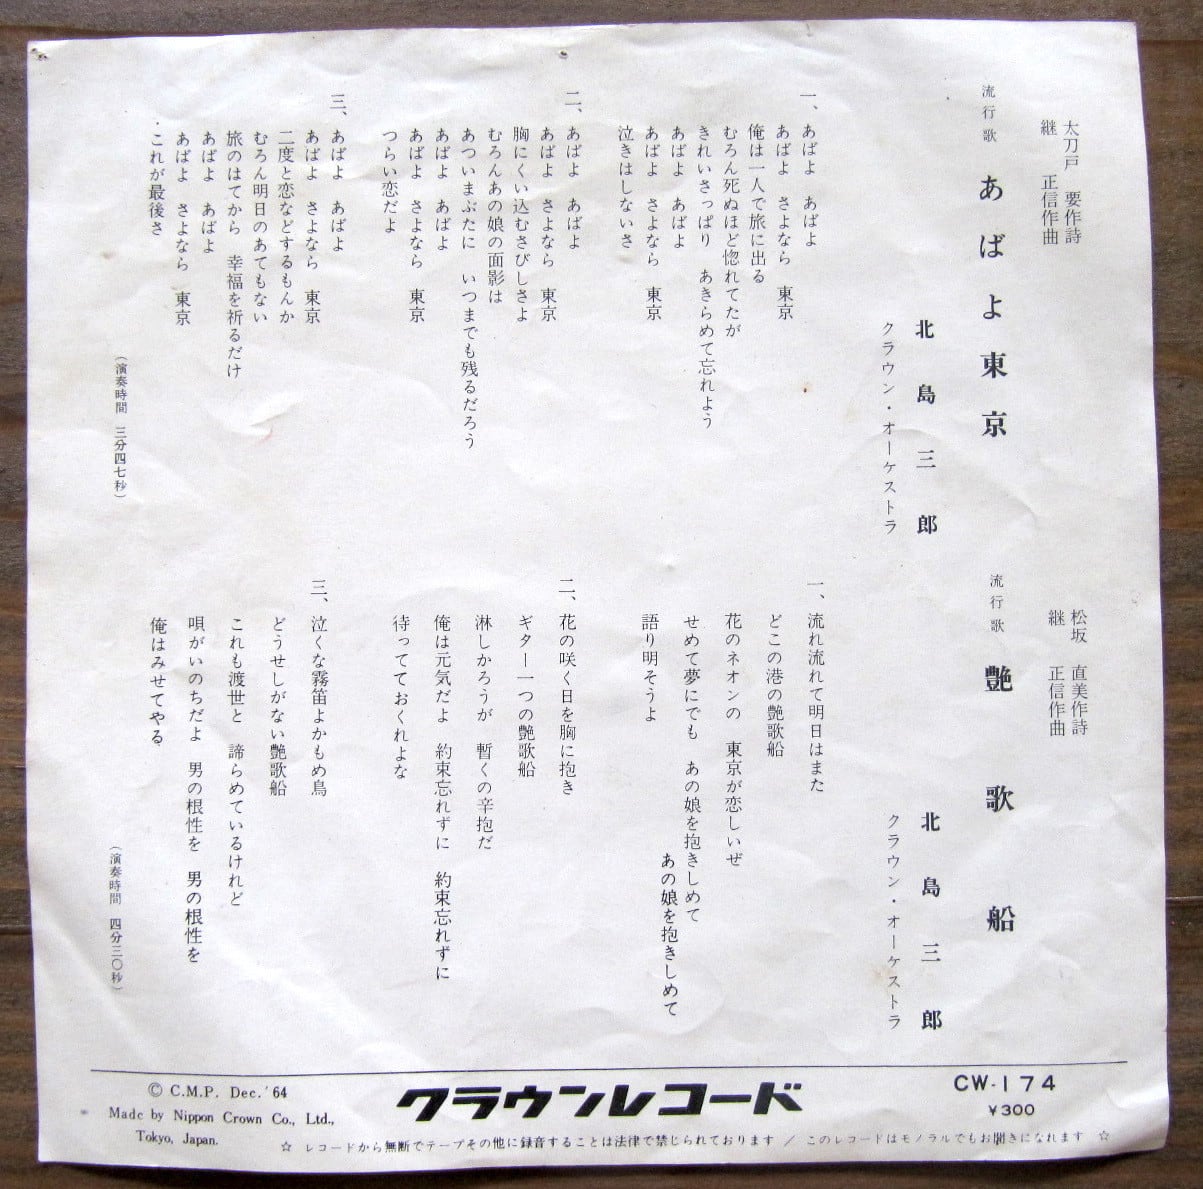 太刀戸 要作詩
継 正信作曲
流行歌 あばよ東京
北島三郎
クラウン・オーケストラ
一、あばよ あばよ
あばよ さよなら 東京
俺は一人で旅に出る
むろん死ぬほど惚れてたが
きれいさっぱり あきらめて忘れよう
あばよ あばよ
あばよ さよなら 東京
泣きはしないさ
二、あばよ あばよ
あばよ さよなら 東京
胸にくい込むさびしさよ
むろんあの娘の面影は
あついまぶたに いつまでも残るだろう
あばよ あばよ
あばよ さよなら 東京
つらい恋だよ
三、あばよ あばよ
あばよ さよなら 東京
二度と恋などするもんか
むろん明日のあてもない
旅のはてから 幸福を祈るだけ
あばよ あばよ
あばよ さよなら 東京
これが最後さ
(演奏時間 三分四七秒)
松坂 直美作詩
継 正信作曲
流行歌 艶歌船
北島三郎
クラウン・オーケストラ
一、流れ流れて明日はまた
どこの港の艶歌船
花のネオンの 東京が恋しいぜ
せめて夢にでも あの娘を抱きしめて
あの娘を抱きしめて
語り明そうよ
二、花の咲く日を胸に抱き
ギター一つの艶歌船
淋しかろうが 暫くの辛抱だ
俺は元気だよ 約束忘れずに 約束忘れずに
待ってておくれよな
三、泣くな霧笛よかもめ鳥
どうせしがない艶歌船
これも渡世と 諦らめているけれど
唄がいのちだよ 男の根性を 男の根性を
俺はみせてやる
(演奏時間 四分三〇秒)
© C.M.P. Dec.'64
Made by Nippon Crown Co., Ltd.,
Tokyo, Japan.
クラウンレコード
CW-174
¥300
☆ レコードから無断でテープその他に録音することは法律で禁じられております / このレコードはモノラルでもお聞きになれます ☆